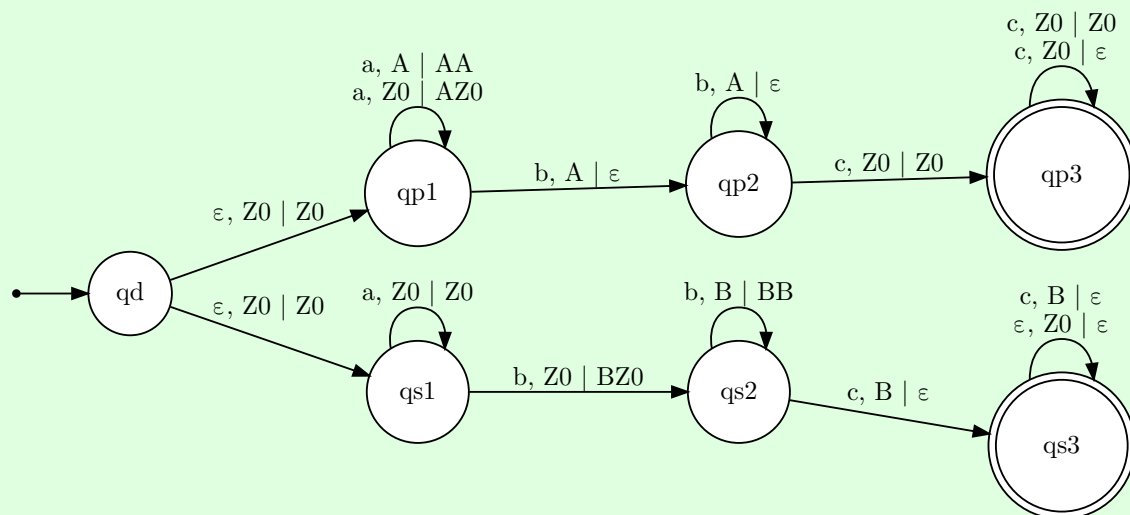 c, Z0 | Z0
c, Z0 | ε
a, A | AA
a, Z0 | AZ0
b, A | ε
qp1
b, A | ε
qp2
c, Z0 | Z0
qp3
ε, Z0 | Z0
qd
ε, Z0 | Z0
a, Z0 | Z0
b, B | BB
c, B | ε
ε, Z0 | ε
qs1
b, Z0 | BZ0
qs2
c, B | ε
qs3